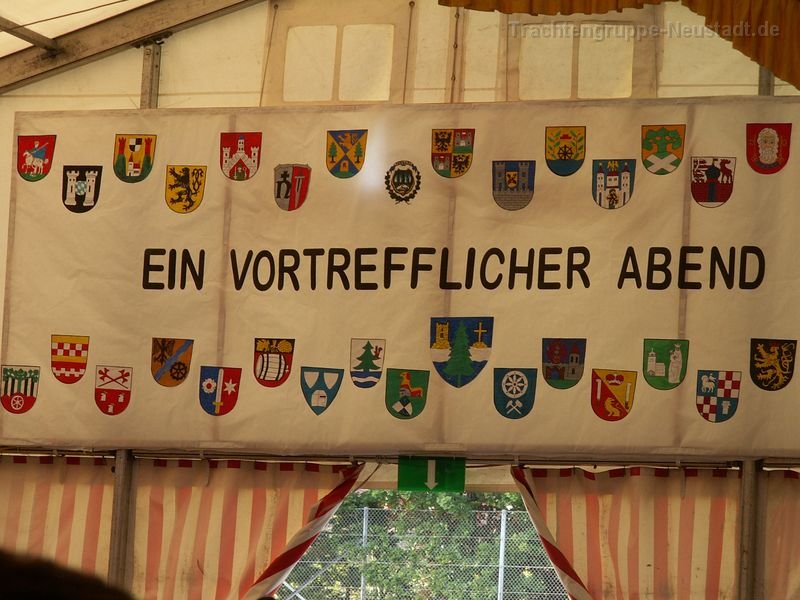 Trachtengruppe-Neustadt.de
EIN VORTREFFLICHER ABEND